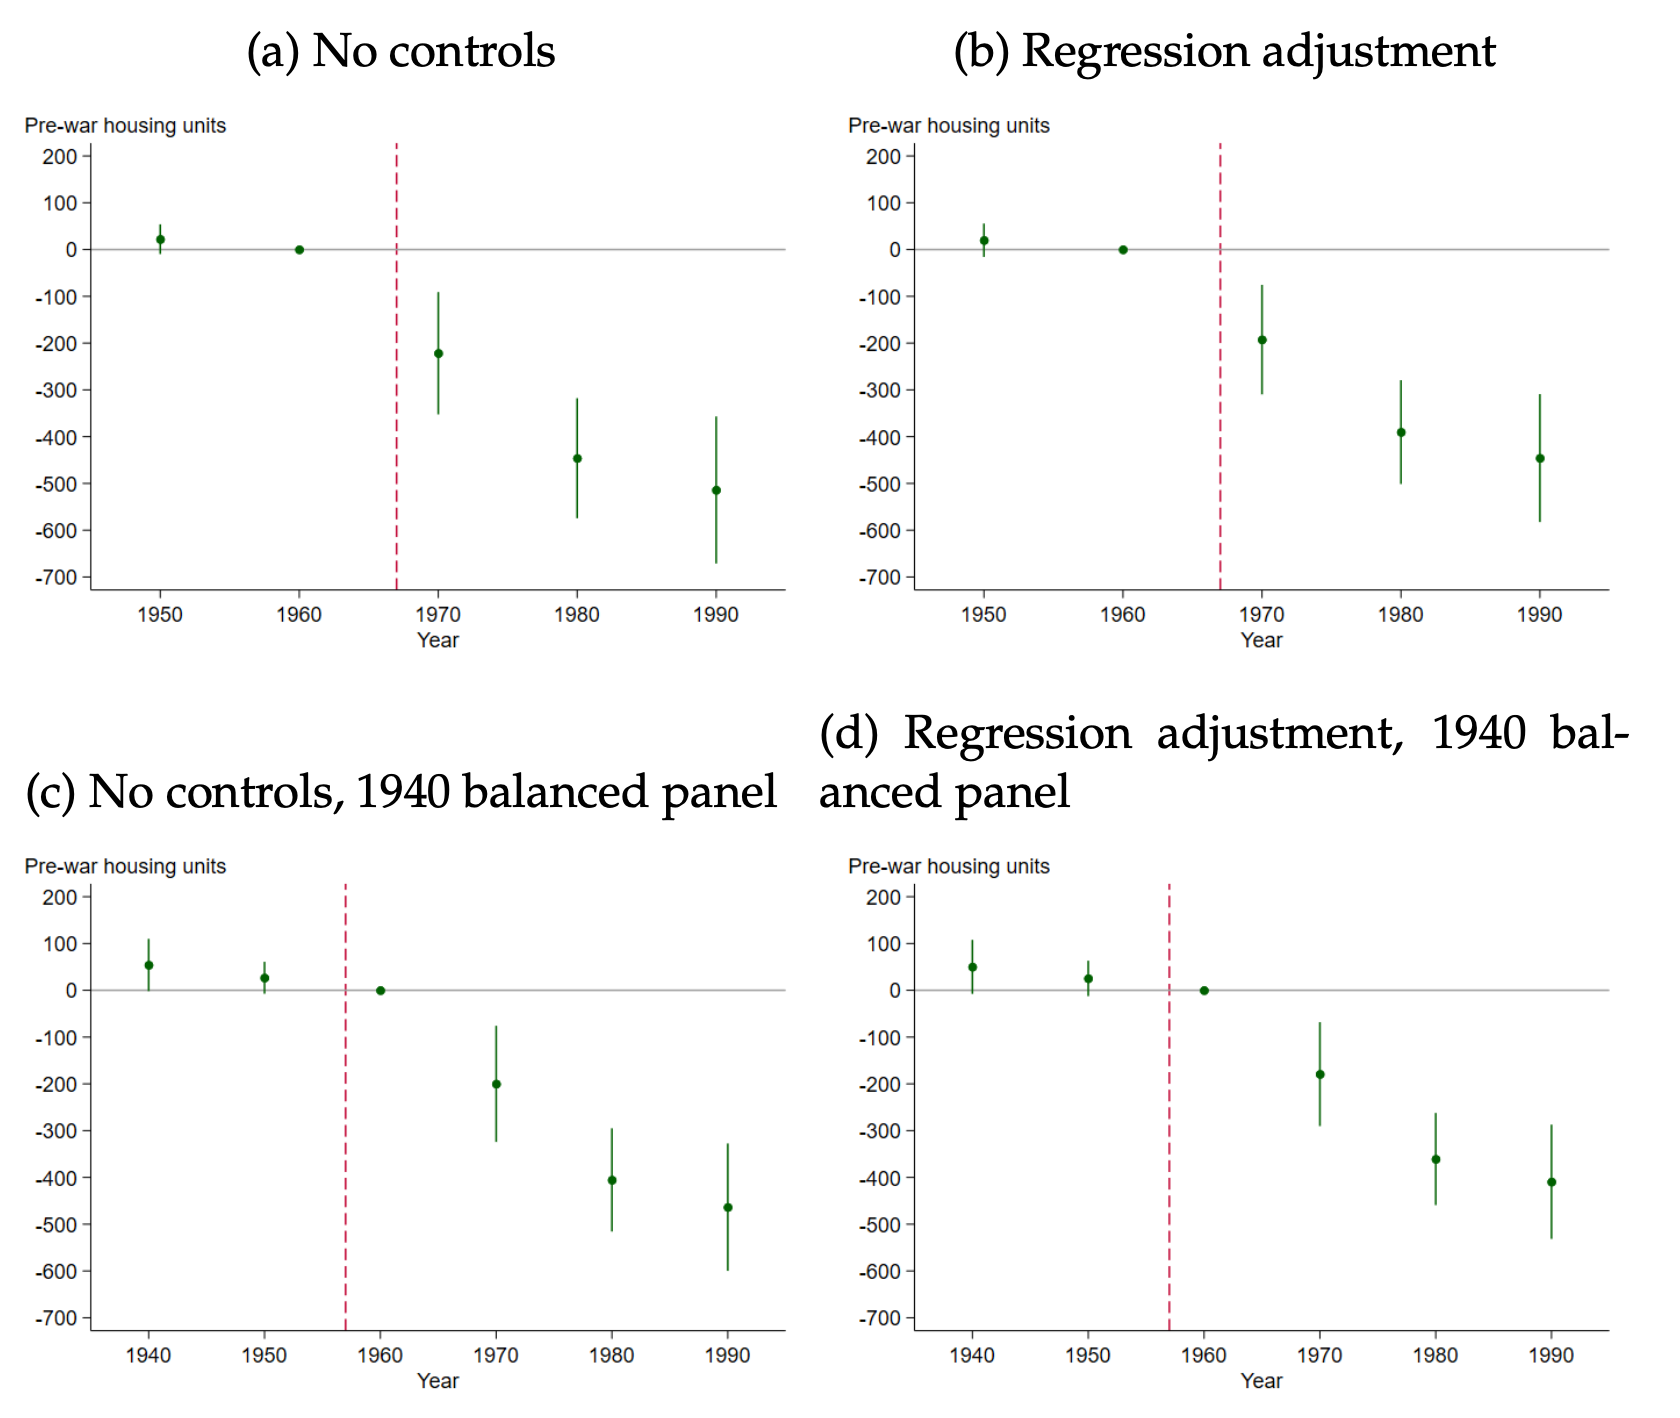 (a) No controls
Pre-war housing units
200
100
0
-100
-200
-300
-400
-500
-600
-700
1950 1960 1970 1980 1990
Year
(b) Regression adjustment
Pre-war housing units
200
100
0
-100
-200
-300
-400
-500
-600
-700
1950 1960 1970 1980 1990
Year
(c) No controls, 1940 balanced panel
Pre-war housing units
200
100
0
-100
-200
-300
-400
-500
-600
-700
1940 1950 1960 1970 1980 1990
Year
(d) Regression adjustment, 1940 bal-
anced panel
Pre-war housing units
200
100
0
-100
-200
-300
-400
-500
-600
-700
1940 1950 1960 1970 1980 1990
Year